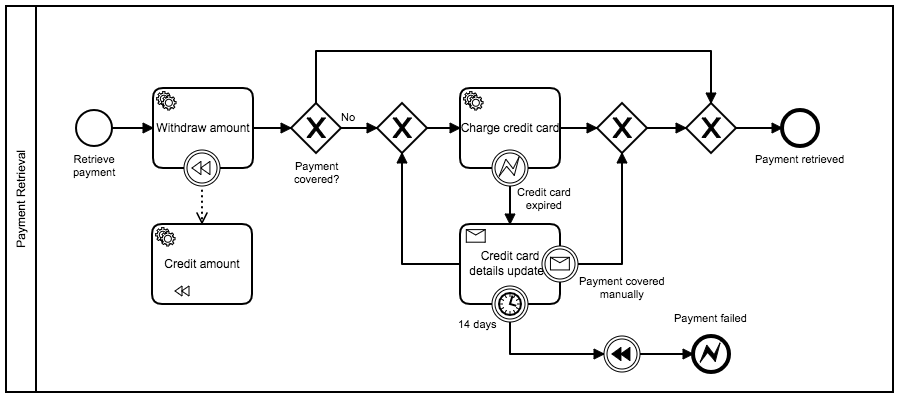 Payment Retrieval
Retrieve
payment
Withdraw amount
Credit amount
Payment
covered?
No
Charge credit card
Credit card
expired
Credit card
details update
Payment covered
manually
14 days
Payment failed
Payment retrieved